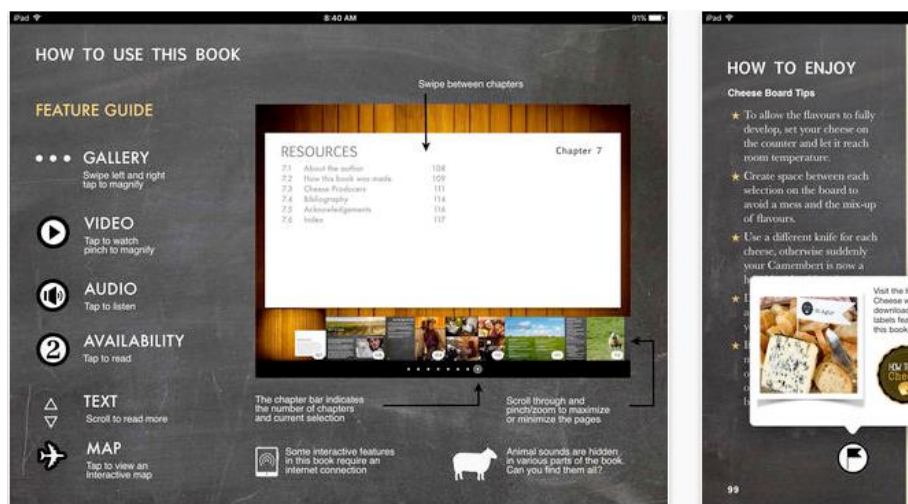 iPad
8:40 AM
91%
HOW TO USE THIS BOOK
FEATURE GUIDE
GALLERY
Swipe left and right
tap to magnify
VIDEO
Tap to watch
pinch to magnify
AUDIO
Tap to listen
2
AVAILABILITY
Tap to read
TEXT
Scroll to read more
MAP
Tap to view an
Interactive map
Swipe between chapters
RESOURCES
Chapter 7
7.1 About the author 108
7.2 How this book was made 109
7.3 Cheese Producers 111
7.4 Bibliography 114
7.5 Acknowledgements 116
7.6 Index 117
The chapter bar indicates
the number of chapters
and current selection
Scroll through and
pinch/zoom to maximize
or minimize the pages
Some interactive features
in this book require an
internet connection
Animal sounds are hidden
in various parts of the book.
Can you find them all?
iPad
HOW TO ENJOY
Cheese Board Tips
★ To allow the flavours to fully
develop, set your cheese on
the counter and let it reach
room temperature.
★ Create space between each
selection on the board to
avoid a mess and the mix-up
of flavours.
★ Use a different knife for each
cheese, otherwise suddenly
your Camembert is now a
Visit the
Cheese
download
labels
this book
99